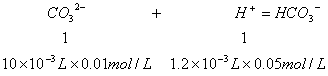 CO₃²⁻ + H⁺ = HCO₃⁻
1 1
10×10⁻³L×0.01mol/L 1.2×10⁻³L×0.05mol/L